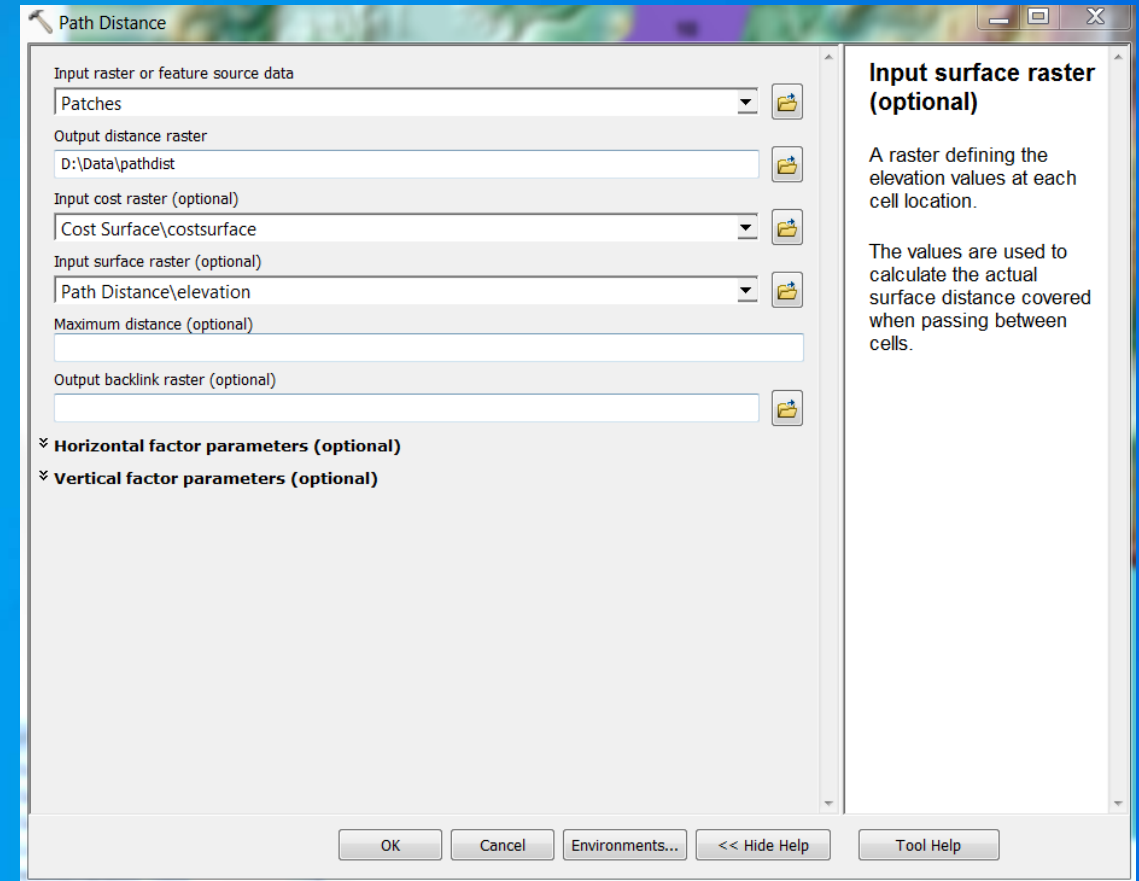 Path Distance
Input raster or feature source data
Patches
Output distance raster
D:\Data\pathdist
Input cost raster (optional)
Cost Surface\costsurface
Input surface raster (optional)
Path Distance\elevation
Maximum distance (optional)
Output backlink raster (optional)
Horizontal factor parameters (optional)
Vertical factor parameters (optional)
Input surface raster
(optional)
A raster defining the
elevation values at each
cell location.
The values are used to
calculate the actual
surface distance covered
when passing between
cells.
OK
Cancel
Environments...
<< Hide Help
Tool Help